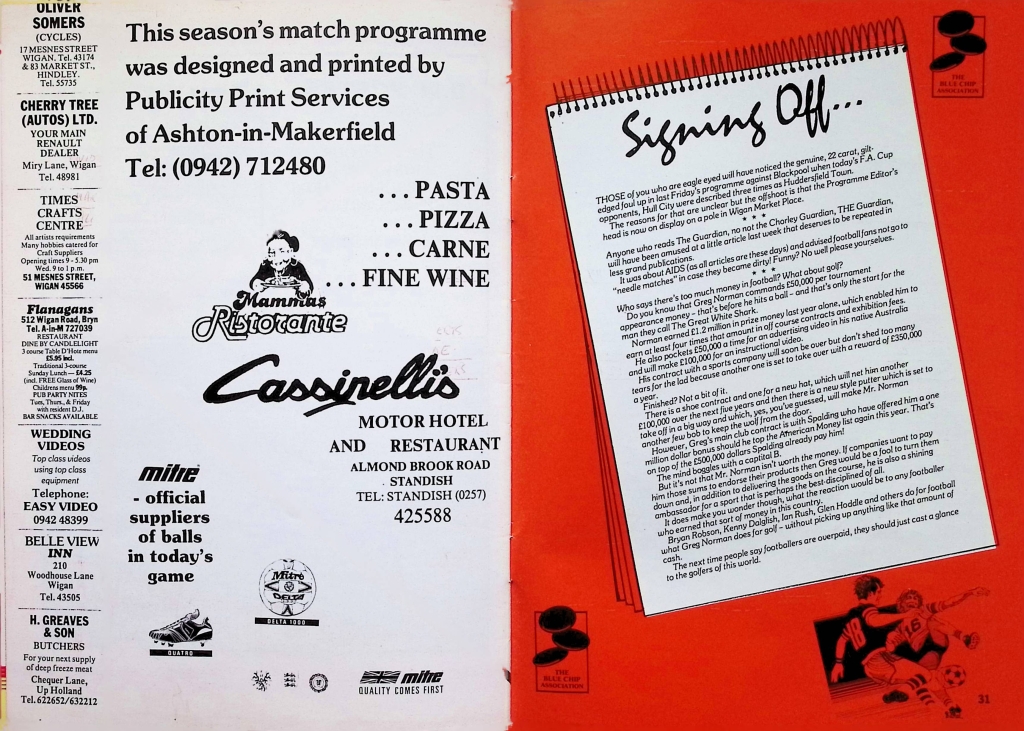 OLIVER
SOMERS
(CYCLES)
17 MESNES STREET
WIGAN. Tel. 43174
& 83 MARKET ST.,
HINDLEY.
Tel. 55735
CHERRY TREE
(AUTOS) LTD.
YOUR MAIN
RENAULT
DEALER
Miry Lane, Wigan
Tel. 48981
TIMES
CRAFTS
CENTRE
All artists requirements
Many hobbies catered for
Craft Suppliers
Opening times 9 - 5.30 pm
Wed. 9 to 1 p.m.
51 MESNES STREET,
WIGAN 45566
Flanagans
512 Wigan Road, Bryn
Tel. A-in-M 727039
RESTAURANT
DINE BY CANDLELIGHT
3 course Table D'Hote menu
£5.95 incl.
Traditional 3-course
Sunday Lunch — £4.25
(incl. FREE Glass of Wine)
Childrens menu 99p.
PUB PARTY NITES
Tues, Thurs., & Friday
with resident D.J.
BAR SNACKS AVAILABLE
WEDDING
VIDEOS
Top class videos
using top class
equipment
Telephone:
EASY VIDEO
0942 48399
BELLE VIEW
INN
210
Woodhouse Lane
Wigan
Tel. 43505
H. GREAVES
& SON
BUTCHERS
For your next supply
of deep freeze meat
Chequer Lane,
Up Holland
Tel. 622652/632212
This season's match programme
was designed and printed by
Publicity Print Services
of Ashton-in-Makerfield
Tel: (0942) 712480
...PASTA
...PIZZA
...CARNE
...FINE WINE
Mammas
Ristorante
Cassinelli's
MOTOR HOTEL
AND RESTAURANT
ALMOND BROOK ROAD
STANDISH
TEL: STANDISH (0257)
425588
mitre
- official
suppliers
of balls
in today's
game
Mitre
DELTA
DELTA 1000
QUATRO
mitre
QUALITY COMES FIRST
THE
BLUE CHIP
ASSOCIATION
Signing Off...
THOSE of you who are eagle eyed will have noticed the genuine, 22 carat, gilt-
edged foul up in last Friday's programme against Blackpool when today's F.A. Cup
opponents, Hull City were described three times as Huddersfield Town.
The reasons for that are unclear but the offshoot is that the Programme Editor's
head is now on display on a pole in Wigan Market Place.
* * *
Anyone who reads The Guardian, no not the Chorley Guardian, THE Guardian,
will have been amused at a little article last week that deserves to be repeated in
less grand publications.
It was about AIDS (as all articles are these days) and advised football fans not go to
"needle matches" in case they became dirty! Funny? No well please yourselves.
* * *
Who says there's too much money in football? What about golf?
Do you know that Greg Norman commands £50,000 per tournament
appearance money – that's before he hits a ball – and that's only the start for the
man they call The Great White Shark.
Norman earned £1.2 million in prize money last year alone, which enabled him to
earn at least four times that amount in off course contracts and exhibition fees.
He also pockets £50,000 a time for an advertising video in his native Australia
and will make £100,000 for an instructional video.
His contract with a sports company will soon be over but don't shed too many
tears for the lad because another one is set to take over with a reward of £350,000
a year.
Finished? Not a bit of it.
There is a shoe contract and one for a new hat, which will net him another
£100,000 over the next five years and then there is a new style putter which is set to
take off in a big way and which, yes, you've guessed, will make Mr. Norman
another few bob to keep the wolf from the door.
However, Greg's main club contract is with Spalding who have offered him a one
million dollar bonus should he top the American Money list again this year. That's
on top of the £500,000 dollars Spalding already pay him!
The mind boggles with a captital B.
But it's not that Mr. Norman isn't worth the money. If companies want to pay
him those sums to endorse their products then Greg would be a fool to turn them
down and, in addition to delivering the goods on the course, he is also a shining
ambassador for a sport that is perhaps the best-disciplined of all.
It does make you wonder though, what the reaction would be to any footballer
who earned that sort of money in this country.
Bryan Robson, Kenny Dalglish, Ian Rush, Glen Hoddle and others do for football
what Greg Norman does for golf – without picking up anything like that amount of
cash.
The next time people say footballers are overpaid, they should just cast a glance
to the golfers of this world.
THE
BLUE CHIP
ASSOCIATION
16
31